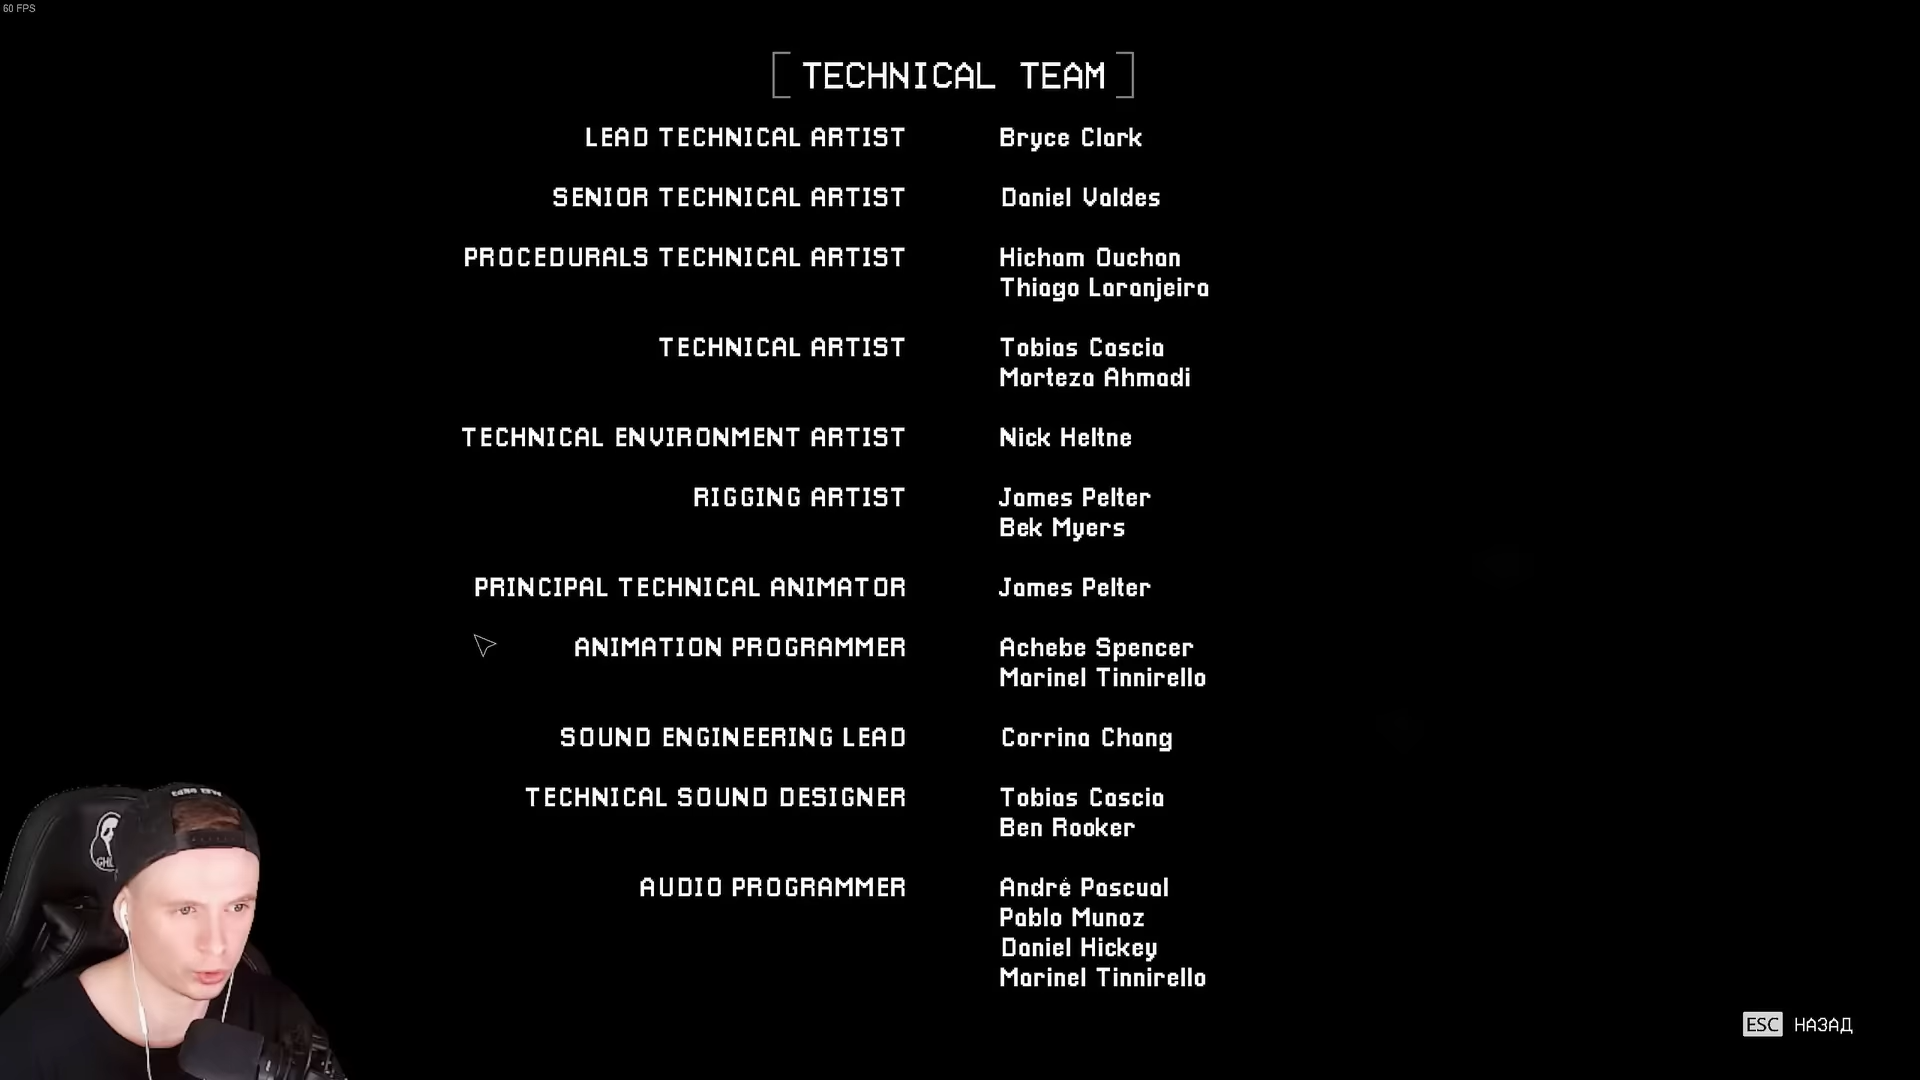 60 FPS
TECHNICAL TEAM
LEAD TECHNICAL ARTIST Bryce Clark
SENIOR TECHNICAL ARTIST Daniel Valdes
PROCEDURALS TECHNICAL ARTIST Hicham Ouchan
Thiago Laranjeira
TECHNICAL ARTIST Tobias Cascia
Morteza Ahmadi
TECHNICAL ENVIRONMENT ARTIST Nick Heltne
RIGGING ARTIST James Pelter
Bek Myers
PRINCIPAL TECHNICAL ANIMATOR James Pelter
ANIMATION PROGRAMMER Achebe Spencer
Marinel Tinnirello
SOUND ENGINEERING LEAD Corrina Chang
TECHNICAL SOUND DESIGNER Tobias Cascia
Ben Rooker
AUDIO PROGRAMMER André Pascual
Pablo Munoz
Daniel Hickey
Marinel Tinnirello
ESC НАЗАД